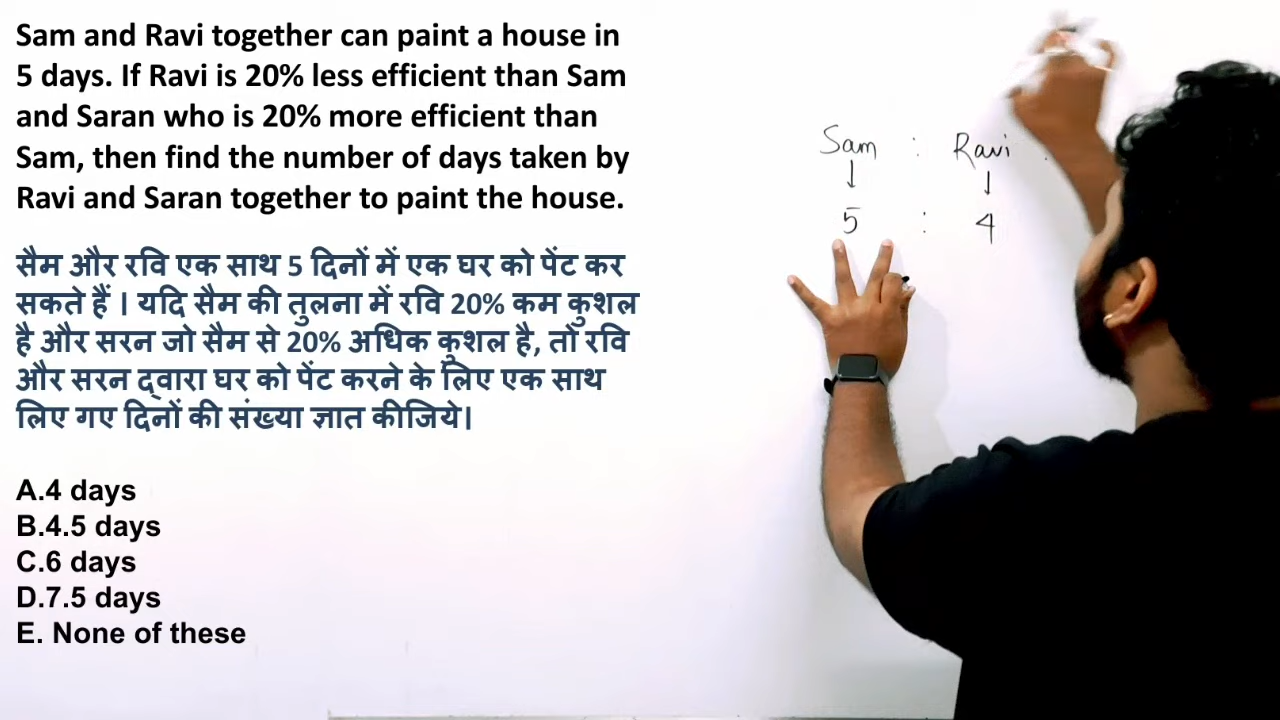 Sam and Ravi together can paint a house in
5 days. If Ravi is 20% less efficient than Sam
and Saran who is 20% more efficient than
Sam, then find the number of days taken by
Ravi and Saran together to paint the house.
सैम और रवि एक साथ 5 दिनों में एक घर को पेंट कर
सकते हैं। यदि सैम की तुलना में रवि 20% कम कुशल
है और सरन जो सैम से 20% अधिक कुशल है, तो रवि
और सरन द्वारा घर को पेंट करने के लिए एक साथ
लिए गए दिनों की संख्या ज्ञात कीजिये।
A.4 days
B.4.5 days
C.6 days
D.7.5 days
E. None of these
Sam : Ravi
5 : 4